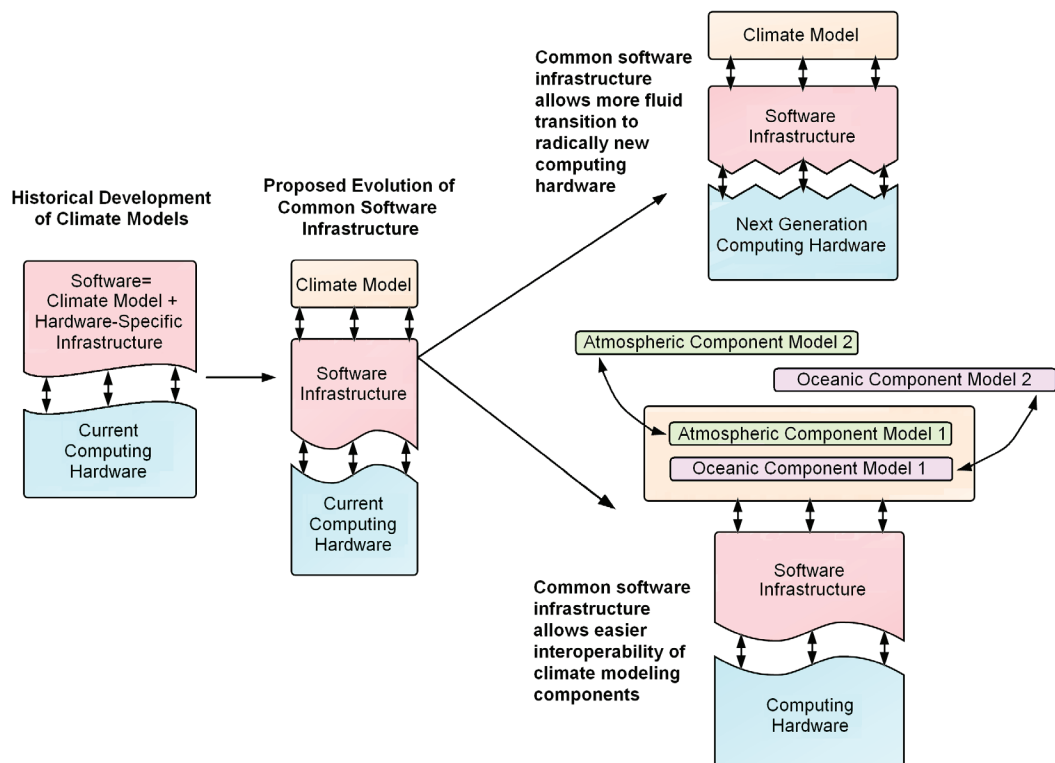 Historical Development
of Climate Models
Software=
Climate Model +
Hardware-Specific
Infrastructure
Current
Computing
Hardware
Proposed Evolution of
Common Software
Infrastructure
Climate Model
Software
Infrastructure
Current
Computing
Hardware
Common software
infrastructure
allows more fluid
transition to
radically new
computing
hardware
Climate Model
Software
Infrastructure
Next Generation
Computing Hardware
Atmospheric Component Model 2
Oceanic Component Model 2
Atmospheric Component Model 1
Oceanic Component Model 1
Common software
infrastructure
allows easier
interoperability of
climate modeling
components
Software
Infrastructure
Computing
Hardware